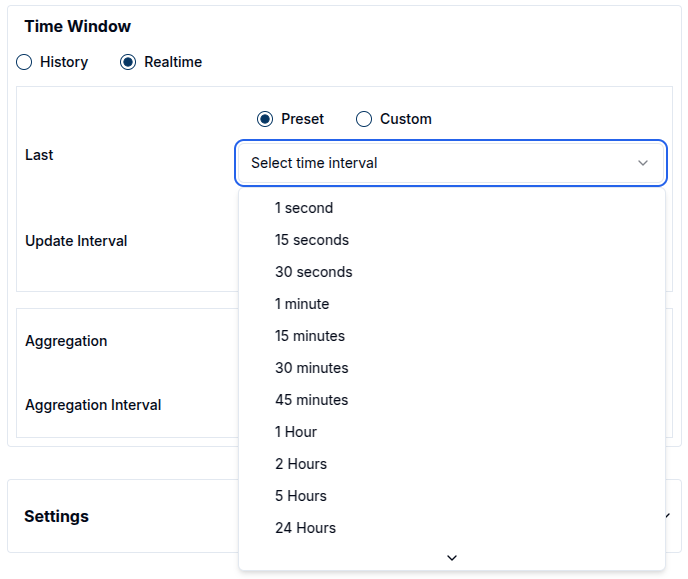 Time Window
History Realtime
Preset Custom
Last
Select time interval
1 second
15 seconds
Update Interval
30 seconds
1 minute
15 minutes
Aggregation
30 minutes
45 minutes
Aggregation Interval
1 Hour
2 Hours
5 Hours
Settings
24 Hours